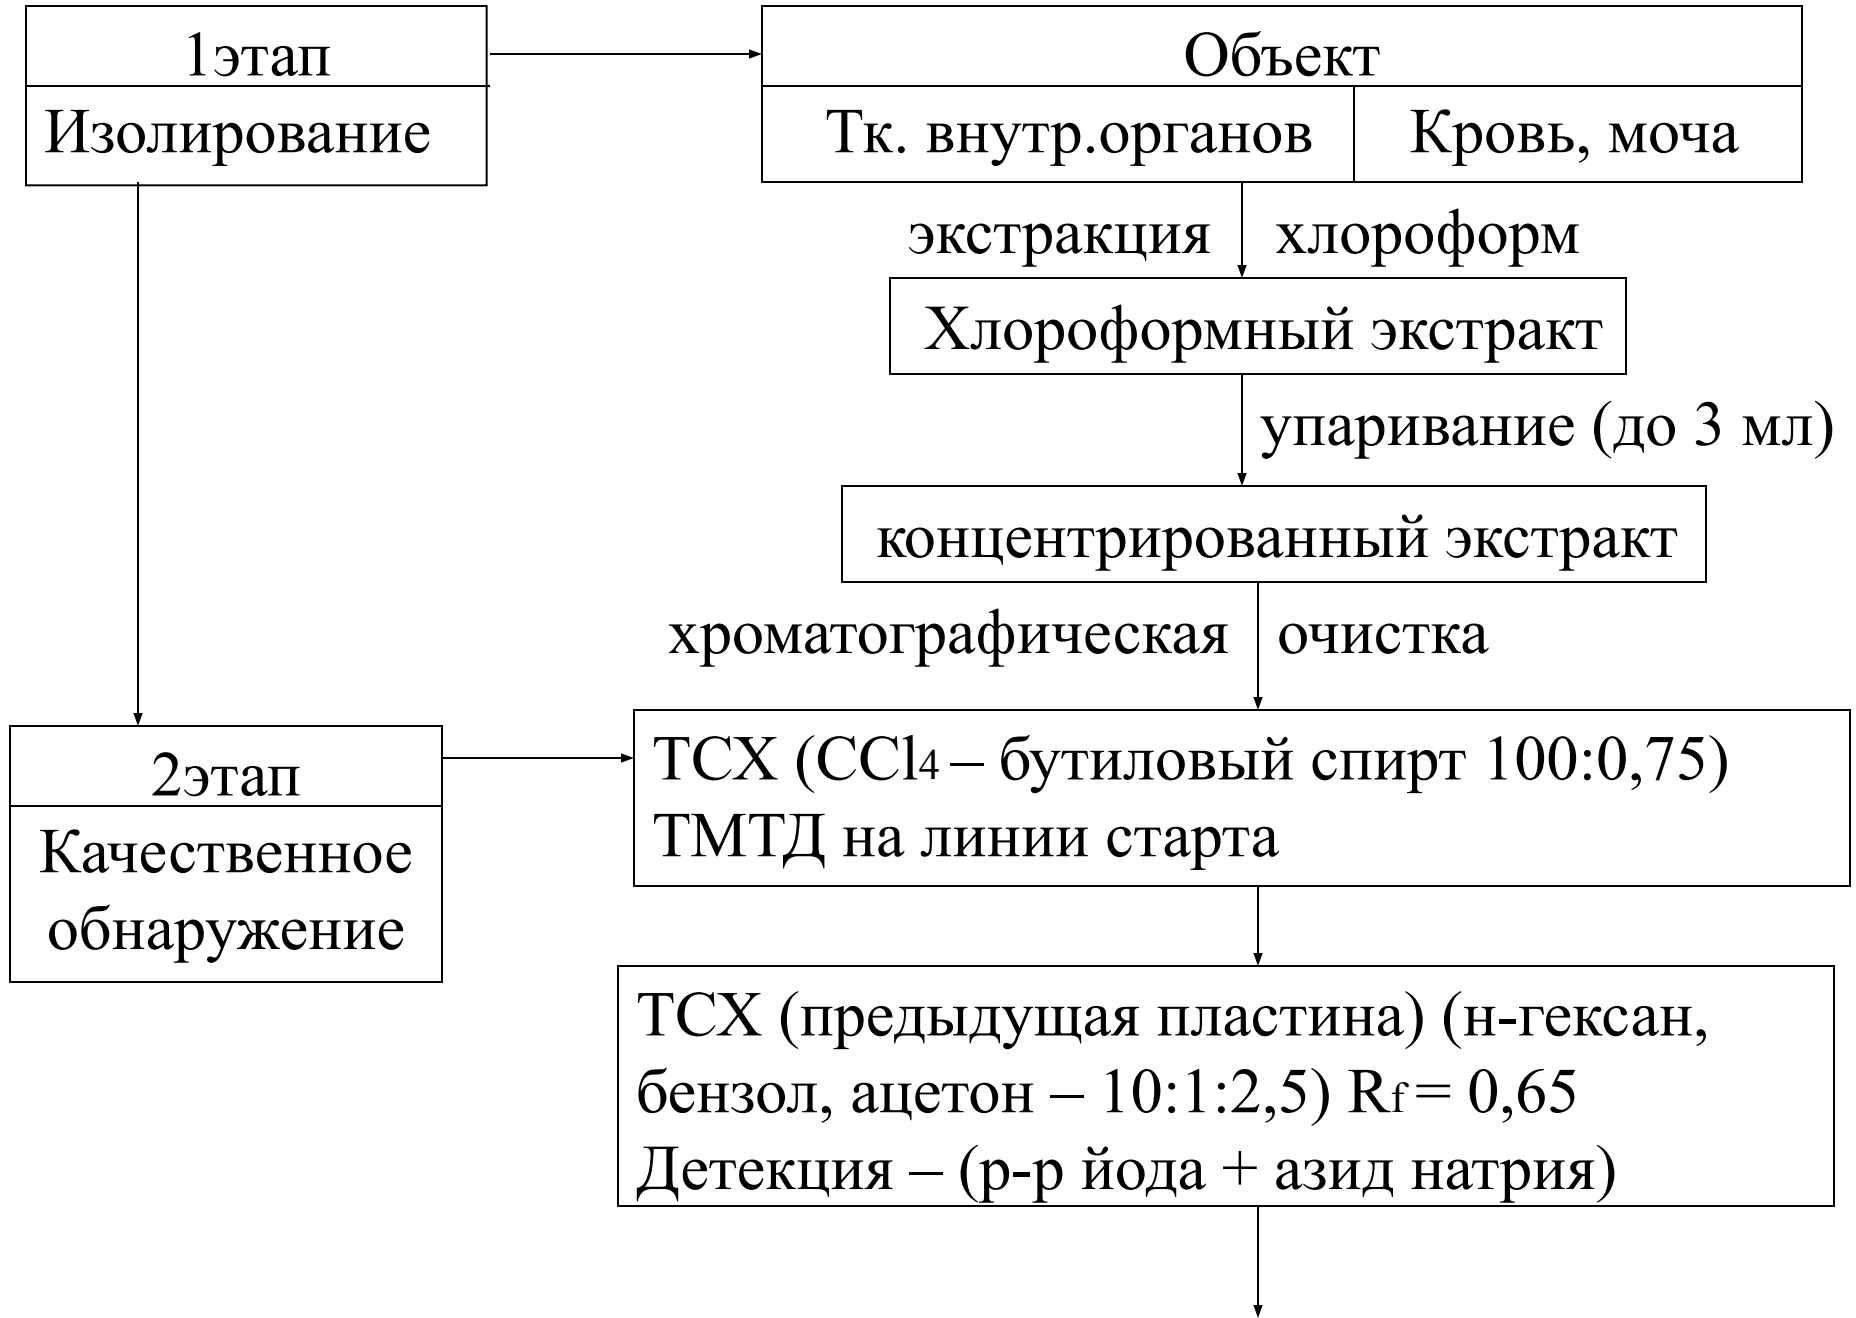 1этап
Изолирование
Объект
Тк. внутр.органов
Кровь, моча
экстракция хлороформ
Хлороформный экстракт
упаривание (до 3 мл)
концентрированный экстракт
хроматографическая очистка
2этап
Качественное
обнаружение
ТСХ (CCl4 – бутиловый спирт 100:0,75)
ТМТД на линии старта
ТСХ (предыдущая пластина) (н-гексан,
бензол, ацетон – 10:1:2,5) Rf = 0,65
Детекция – (р-р йода + азид натрия)